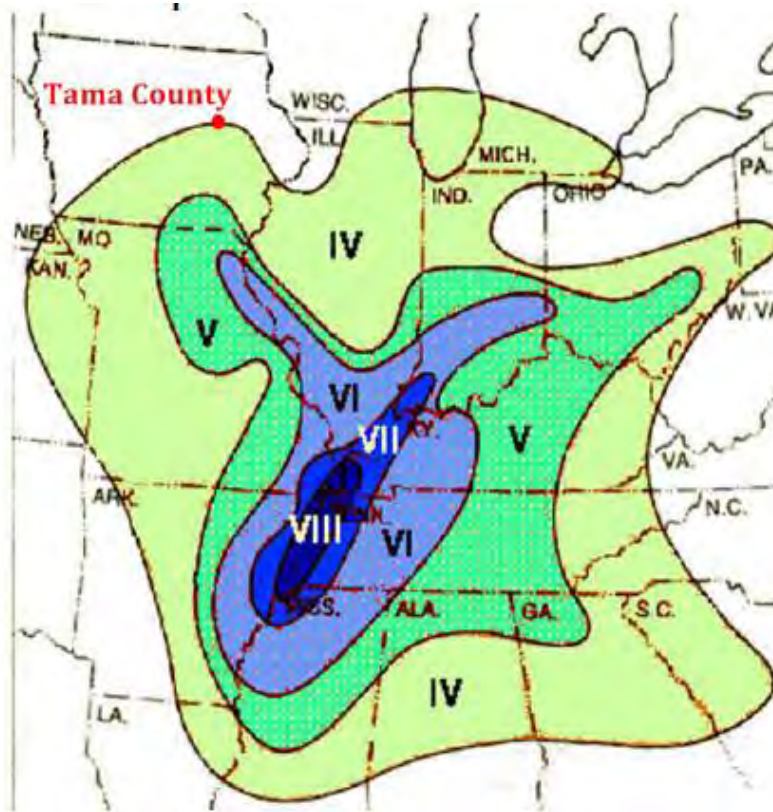 Tama County
WISC.
ILL
MICH.
PA.
IND.
OHIO
NEB.
MO
IV
KAN.
W. VA
V
VI
VII
KY.
V
VA.
ARK.
N.C.
VIII
VI
ALA.
GA.
S.C.
IV
LA.